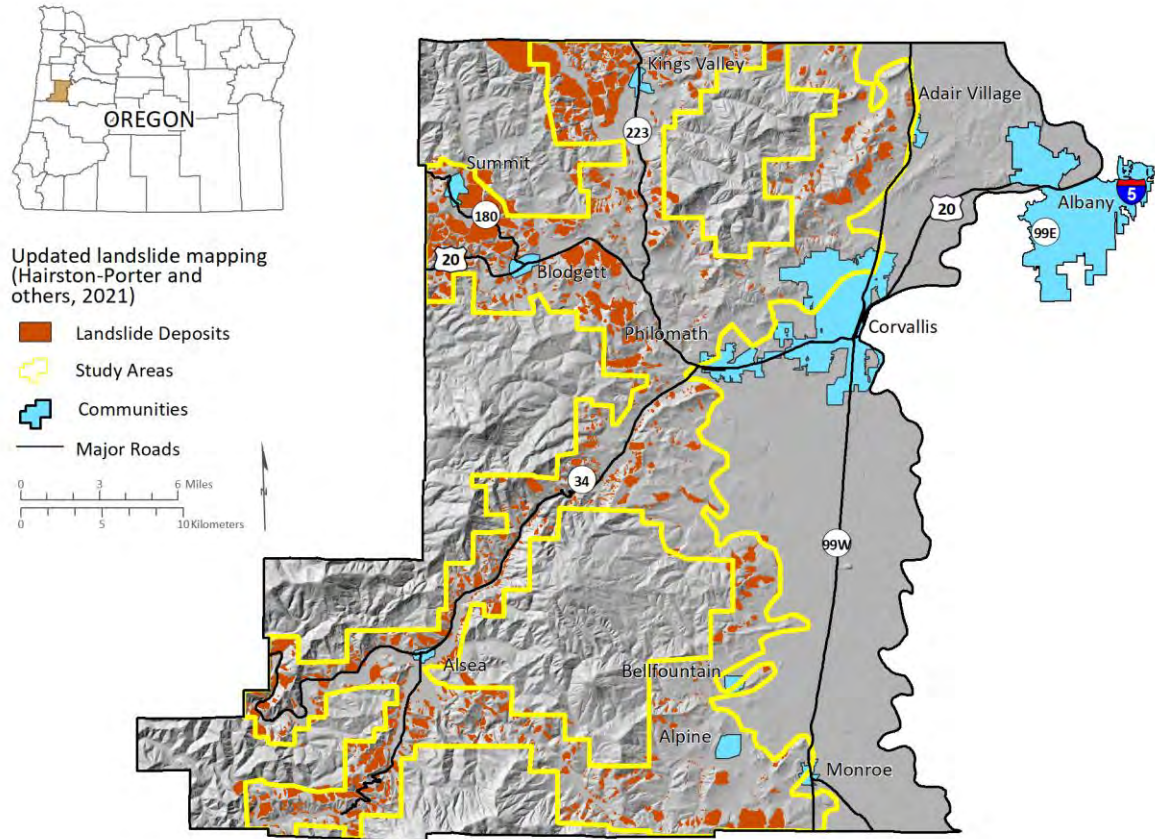 OREGON
Updated landslide mapping
(Hairston-Porter and
others, 2021)
Landslide Deposits
Study Areas
Communities
Major Roads
0 3 6 Miles
0 5 10 Kilometers
N
Kings Valley
Adair Village
223
Summit
180
20
Albany
5
99E
20
Blodgett
Philomath
Corvallis
34
99W
Alsea
Bellfountain
Alpine
Monroe